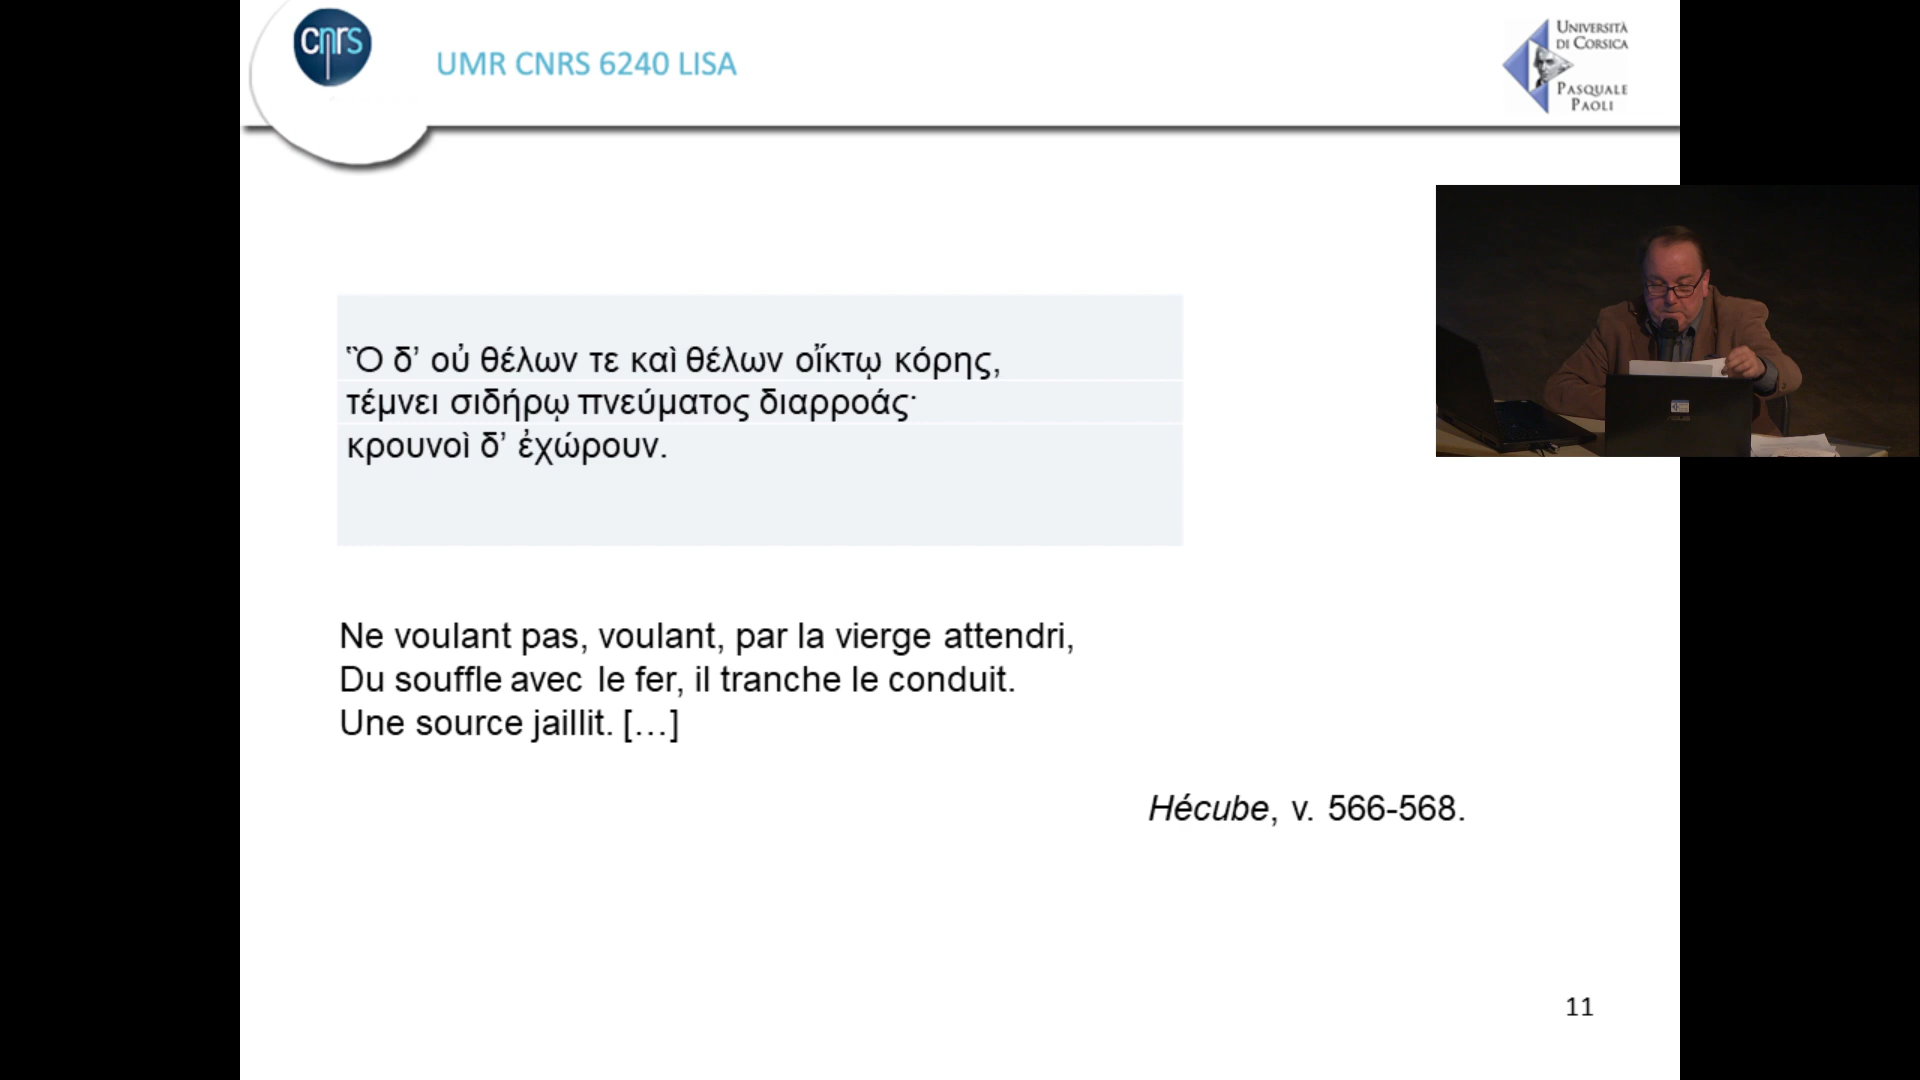 cnrs
UMR CNRS 6240 LISA
UNIVERSITÀ
DI CORSICA
PASQUALE
PAOLI
Ὃ δ’ οὐ θέλων τε καὶ θέλων οἴκτῳ κόρης,
τέμνει σιδήρῳ πνεύματος διαρροάς·
κρουνοὶ δ’ ἐχώρουν.
Ne voulant pas, voulant, par la vierge attendri,
Du souffle avec le fer, il tranche le conduit.
Une source jaillit. […]
Hécube, v. 566-568.
11